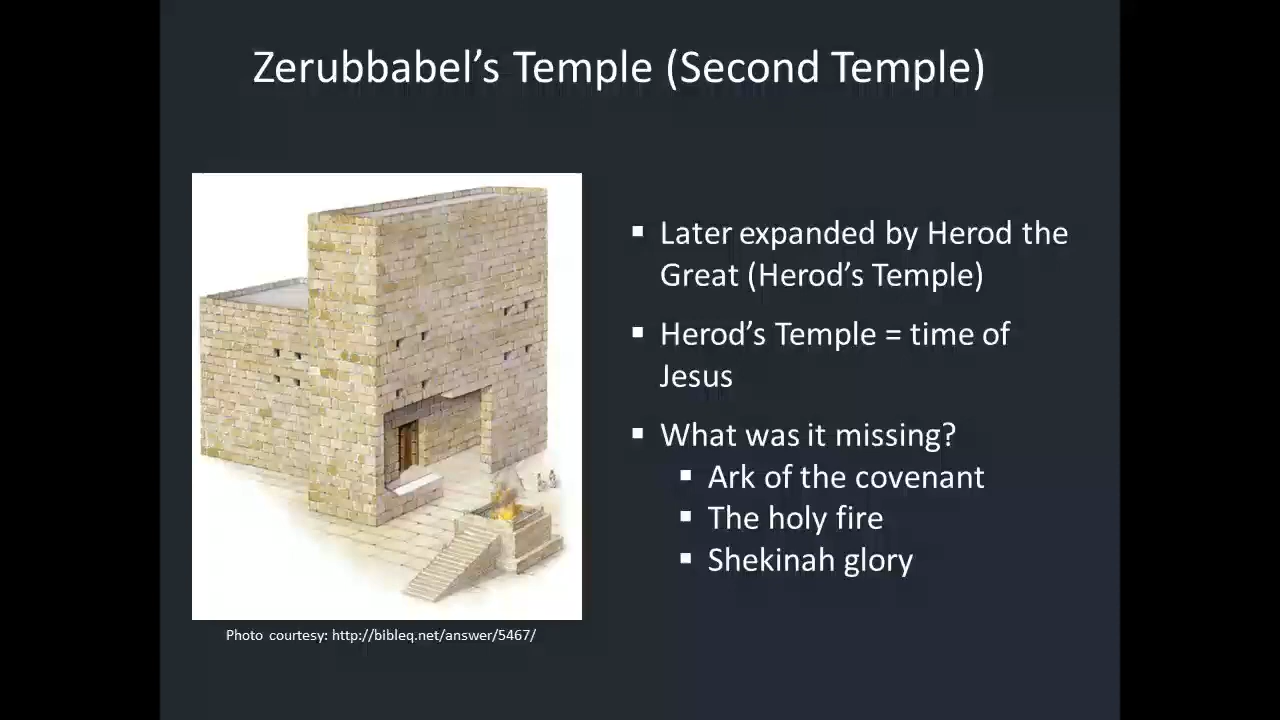 Zerubbabel’s Temple (Second Temple)
▪ Later expanded by Herod the
Great (Herod’s Temple)
▪ Herod’s Temple = time of
Jesus
▪ What was it missing?
▪ Ark of the covenant
▪ The holy fire
▪ Shekinah glory
Photo courtesy: http://bibleq.net/answer/5467/